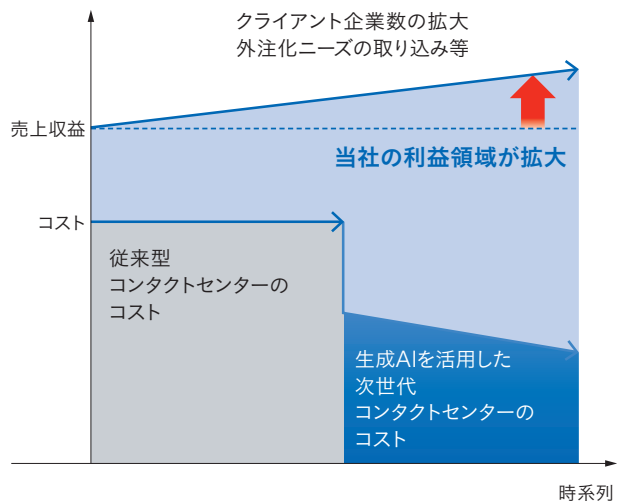 クライアント企業数の拡大
外注化ニーズの取り込み等
売上収益
当社の利益領域が拡大
コスト
従来型
コンタクトセンターの
コスト
生成AIを活用した
次世代
コンタクトセンターの
コスト
時系列